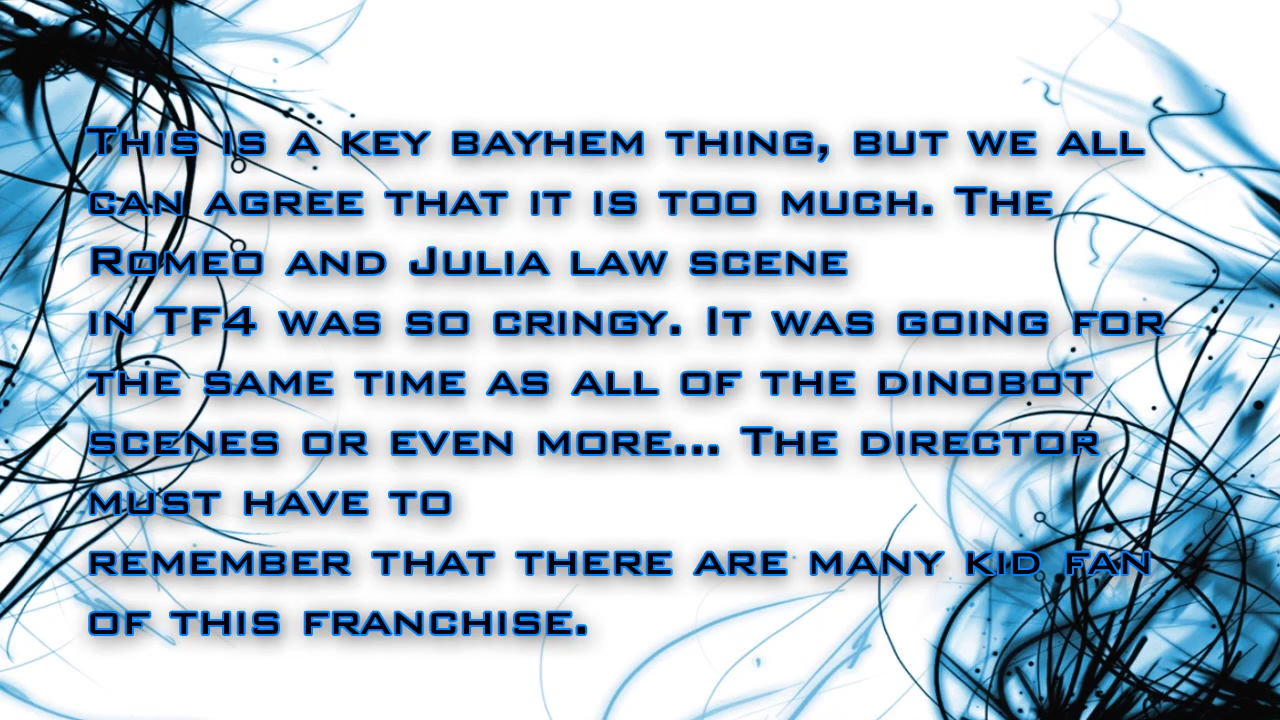 This is a key bayhem thing, but we all
can agree that it is too much. The
Romeo and Julia law scene
in TF4 was so cringy. It was going for
the same time as all of the dinobot
scenes or even more... The director
must have to
remember that there are many kid fan
of this franchise.